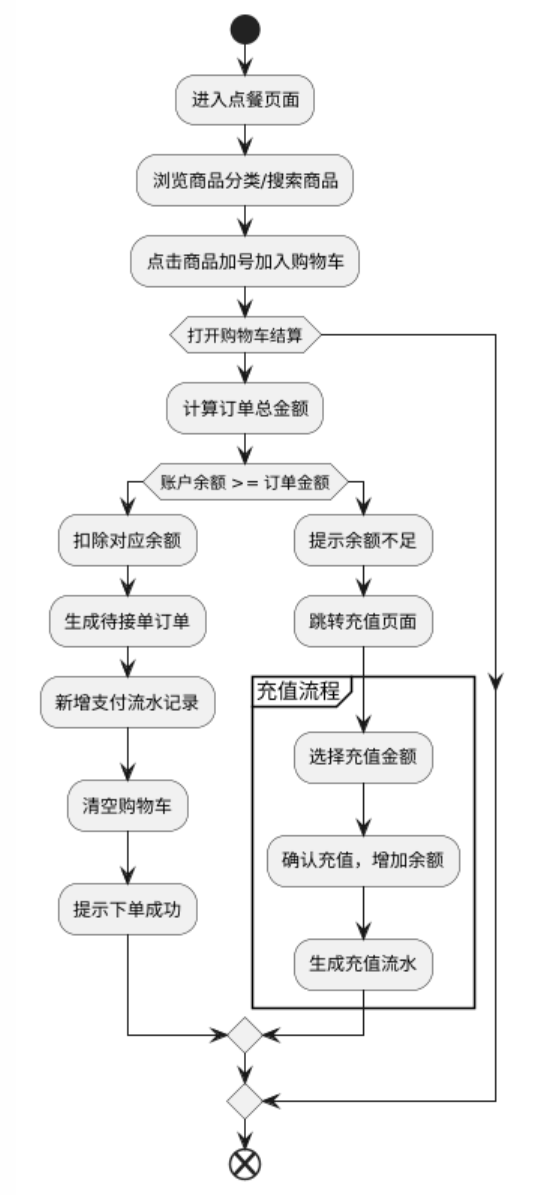 进入点餐页面
浏览商品分类/搜索商品
点击商品加号加入购物车
打开购物车结算
计算订单总金额
账户余额 >= 订单金额
扣除对应余额
生成待接单订单
新增支付流水记录
清空购物车
提示下单成功
提示余额不足
跳转充值页面
充值流程
选择充值金额
确认充值，增加余额
生成充值流水